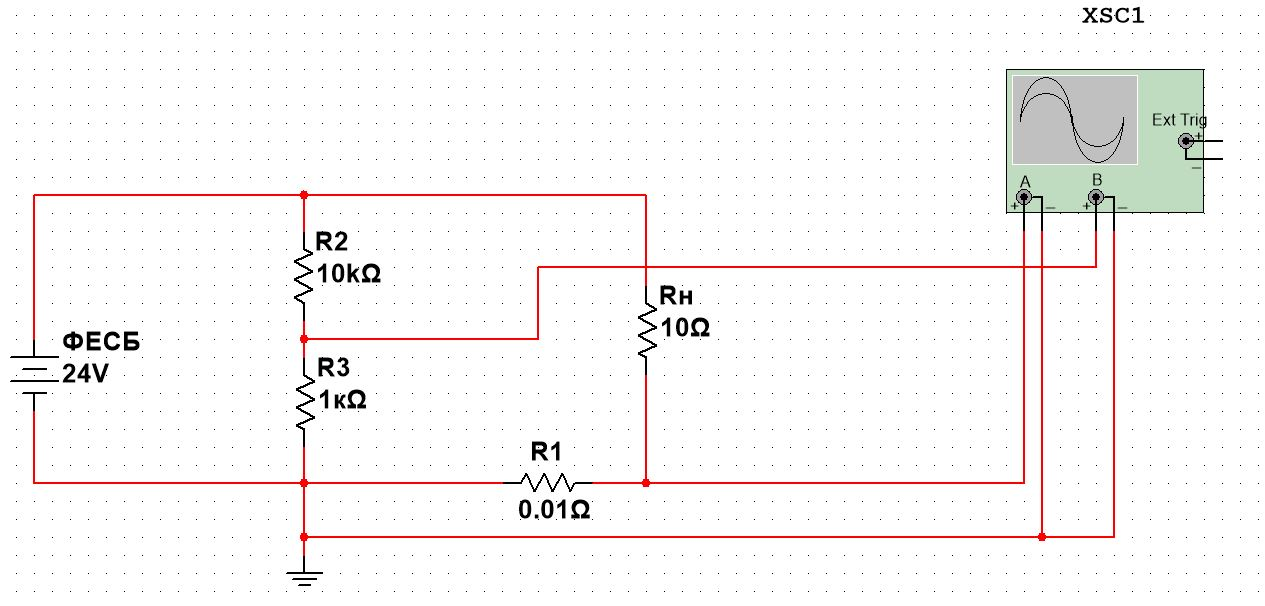 XSC1
Ext Trig
+
_
A
B
+
_
+
_
R2
10kΩ
Rн
10Ω
ФЕСБ
24V
R3
1кΩ
R1
0.01Ω